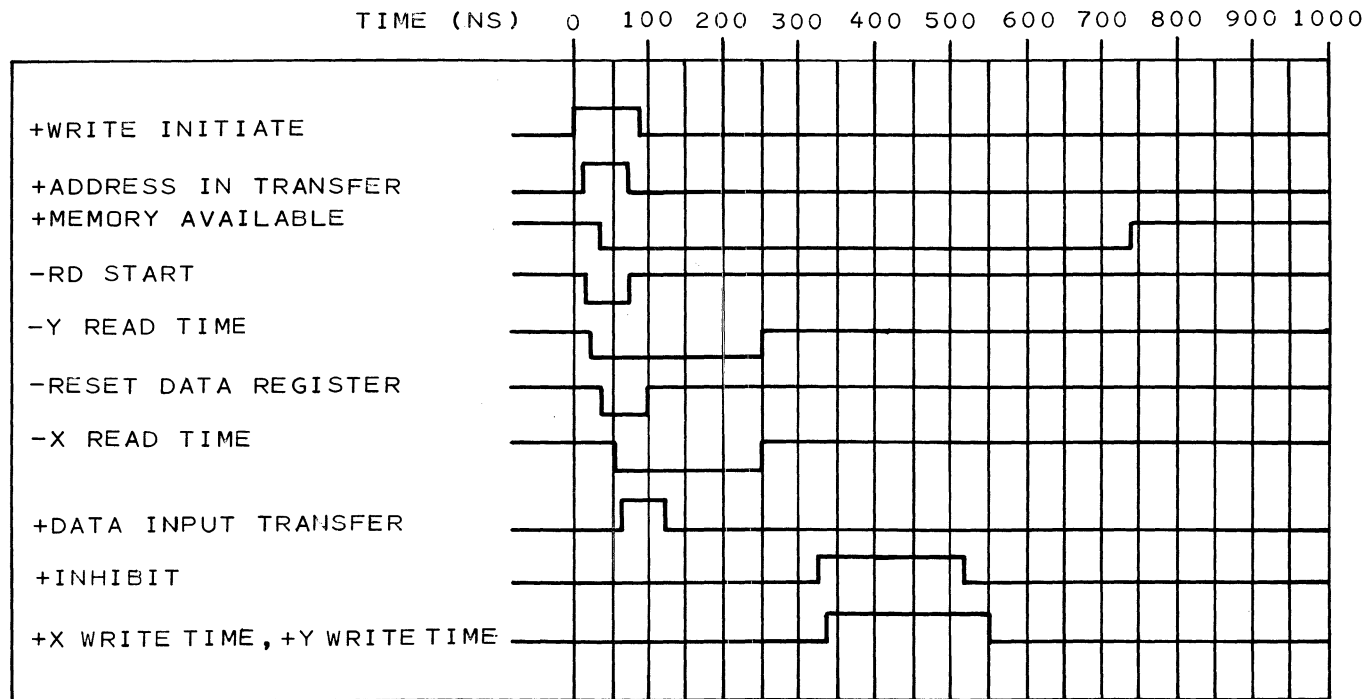 TIME (NS) 0 100 200 300 400 500 600 700 800 900 1000
+WRITE INITIATE
+ADDRESS IN TRANSFER
+MEMORY AVAILABLE
-RD START
-Y READ TIME
-RESET DATA REGISTER
-X READ TIME
+DATA INPUT TRANSFER
+INHIBIT
+X WRITE TIME, +Y WRITE TIME